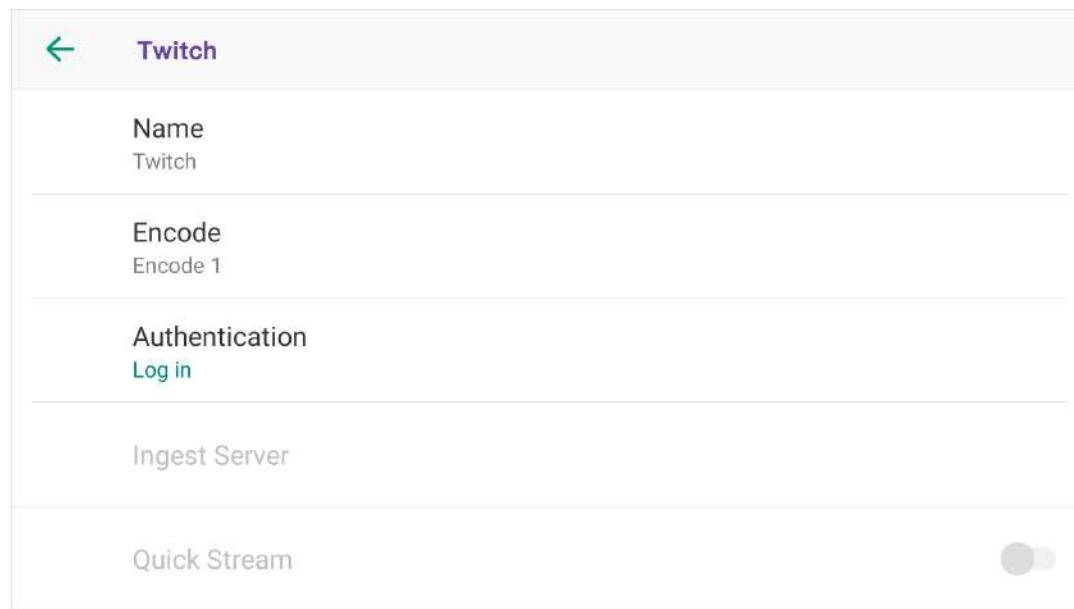 Twitch
Name
Twitch
Encode
Encode 1
Authentication
Log in
Ingest Server
Quick Stream